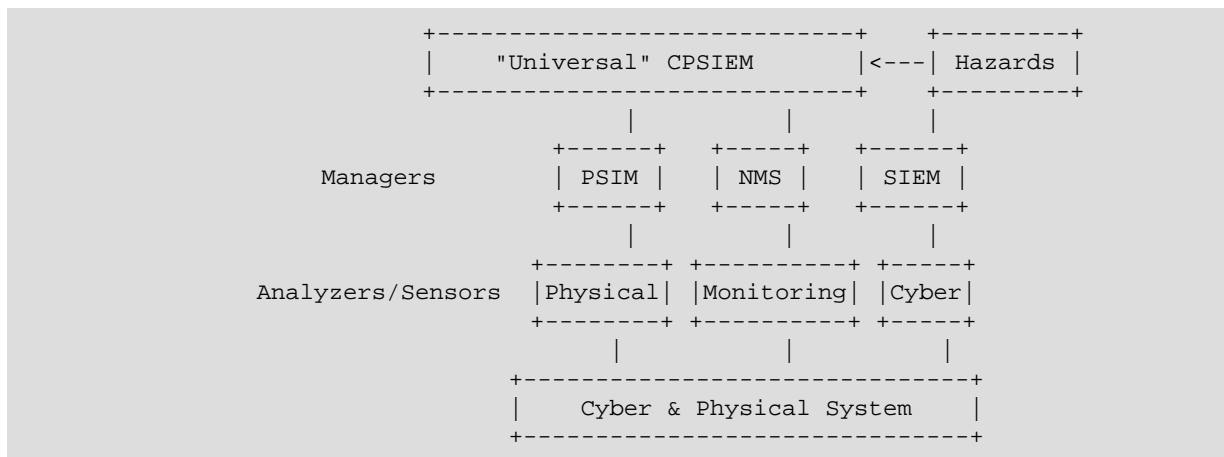 "Universal" CPSIEM <--- Hazards
Managers PSIM NMS SIEM
Analyzers/Sensors Physical Monitoring Cyber
Cyber & Physical System